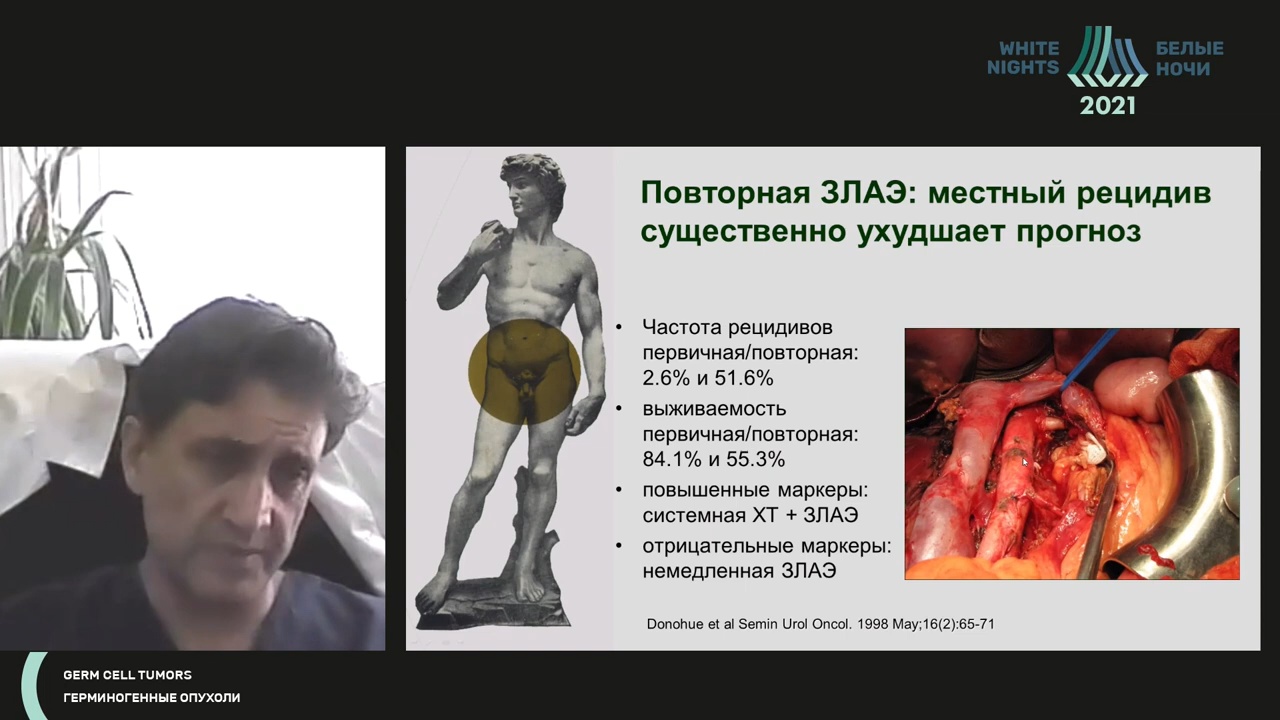 WHITE
NIGHTS
БЕЛЫЕ
НОЧИ
2021
Повторная ЗЛАЭ: местный рецидив
существенно ухудшает прогноз
• Частота рецидивов
первичная/повторная:
2.6% и 51.6%
• выживаемость
первичная/повторная:
84.1% и 55.3%
• повышенные маркеры:
системная ХТ + ЗЛАЭ
• отрицательные маркеры:
немедленная ЗЛАЭ
Donohue et al Semin Urol Oncol. 1998 May;16(2):65-71
GERM CELL TUMORS
ГЕРМИНОГЕННЫЕ ОПУХОЛИ